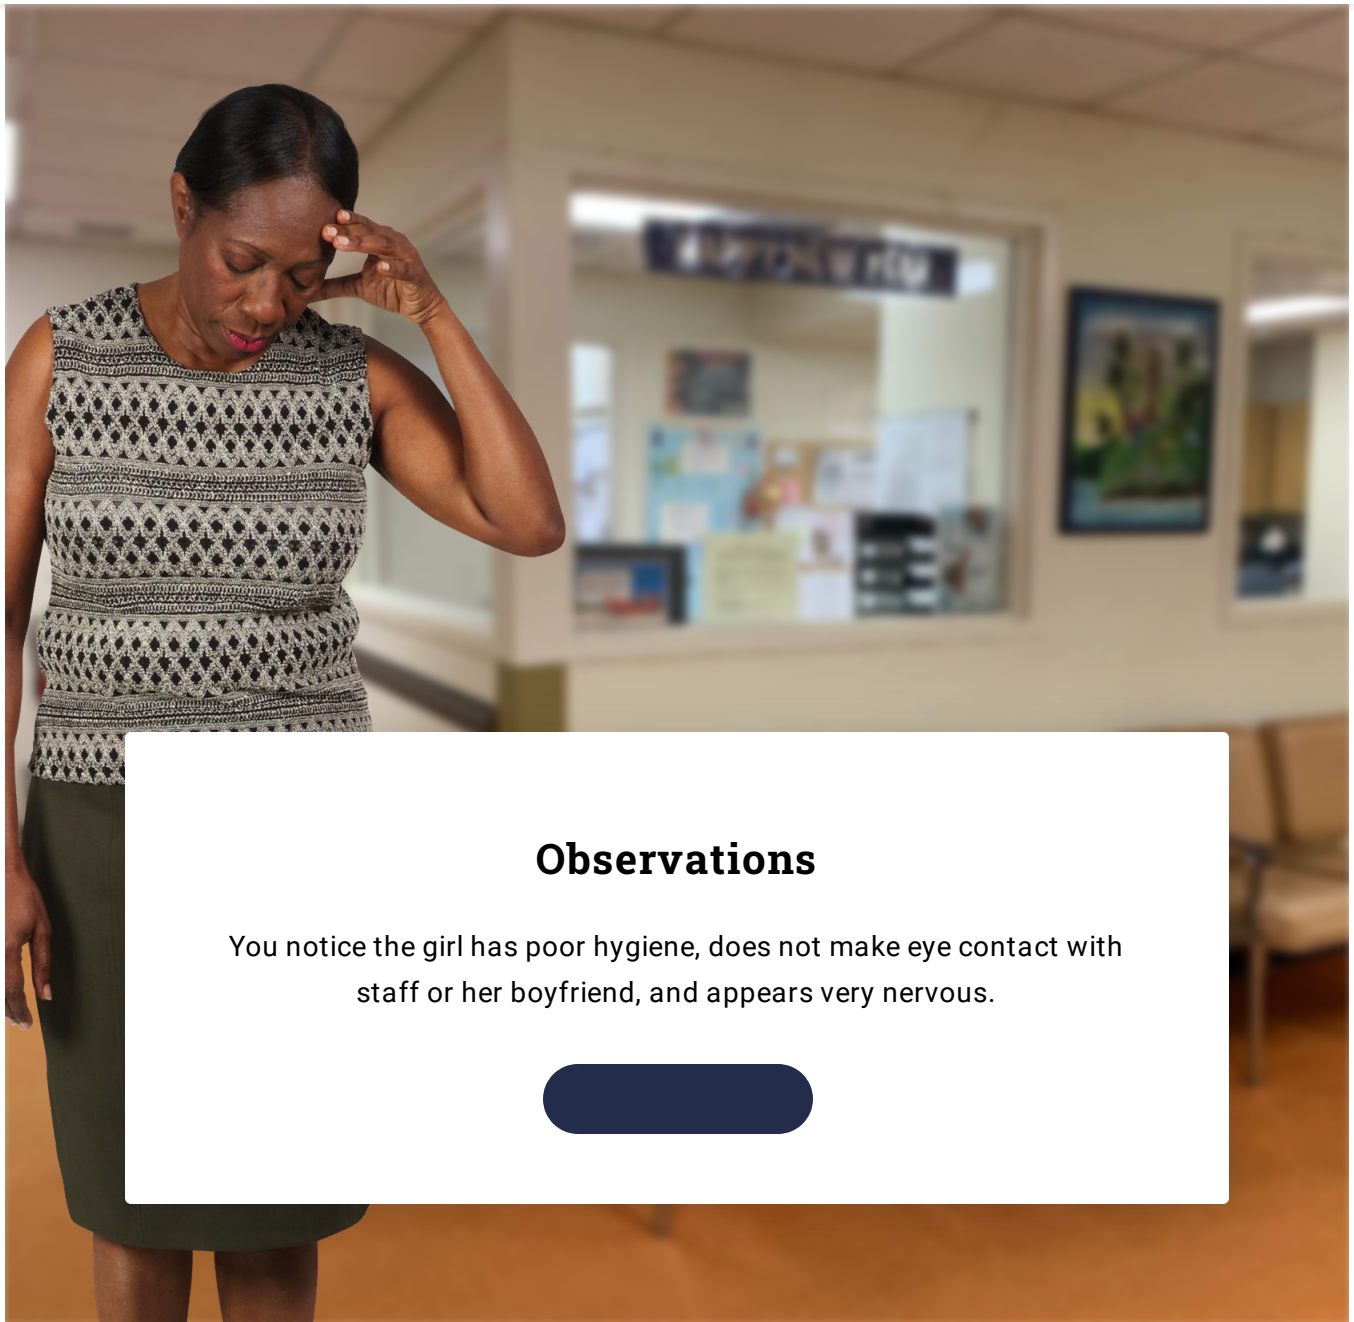 Observations
You notice the girl has poor hygiene, does not make eye contact with
staff or her boyfriend, and appears very nervous.